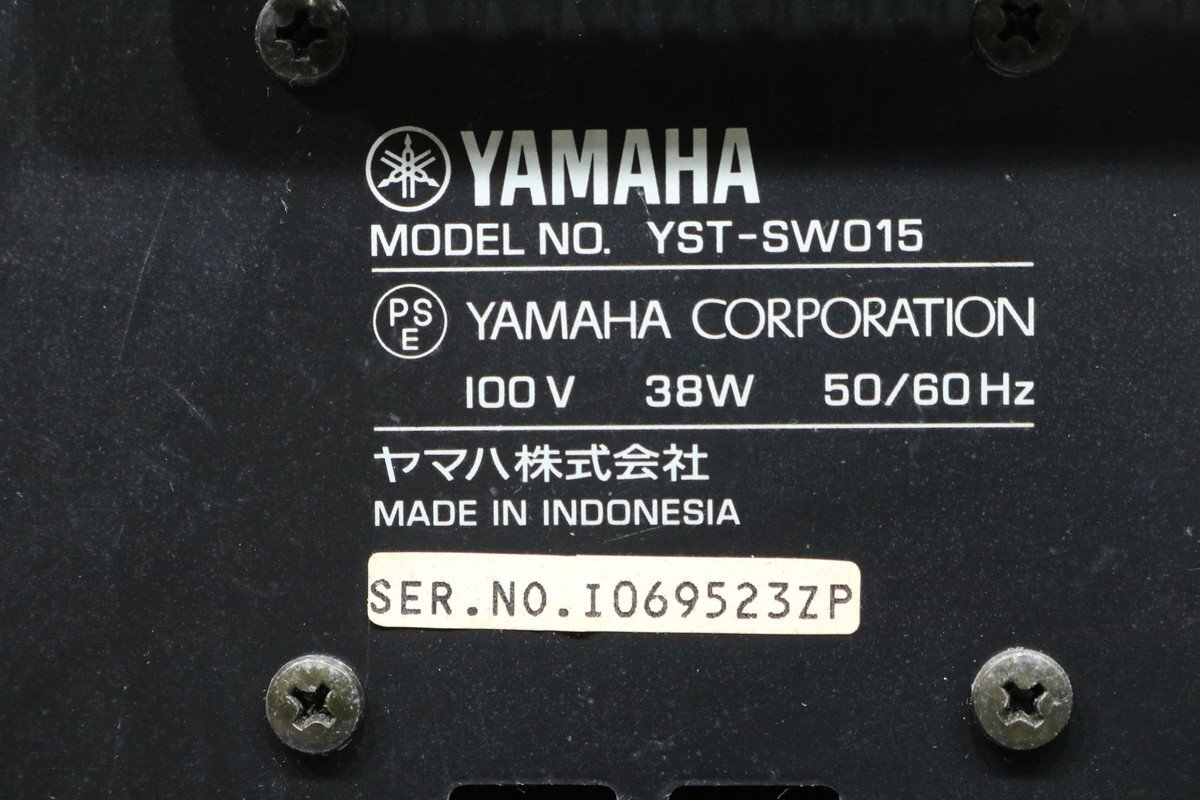 YAMAHA
MODEL NO. YST-SW015
PSE YAMAHA CORPORATION
100V 38W 50/60Hz
ヤマハ株式会社
MADE IN INDONESIA
SER.NO.I069523ZP